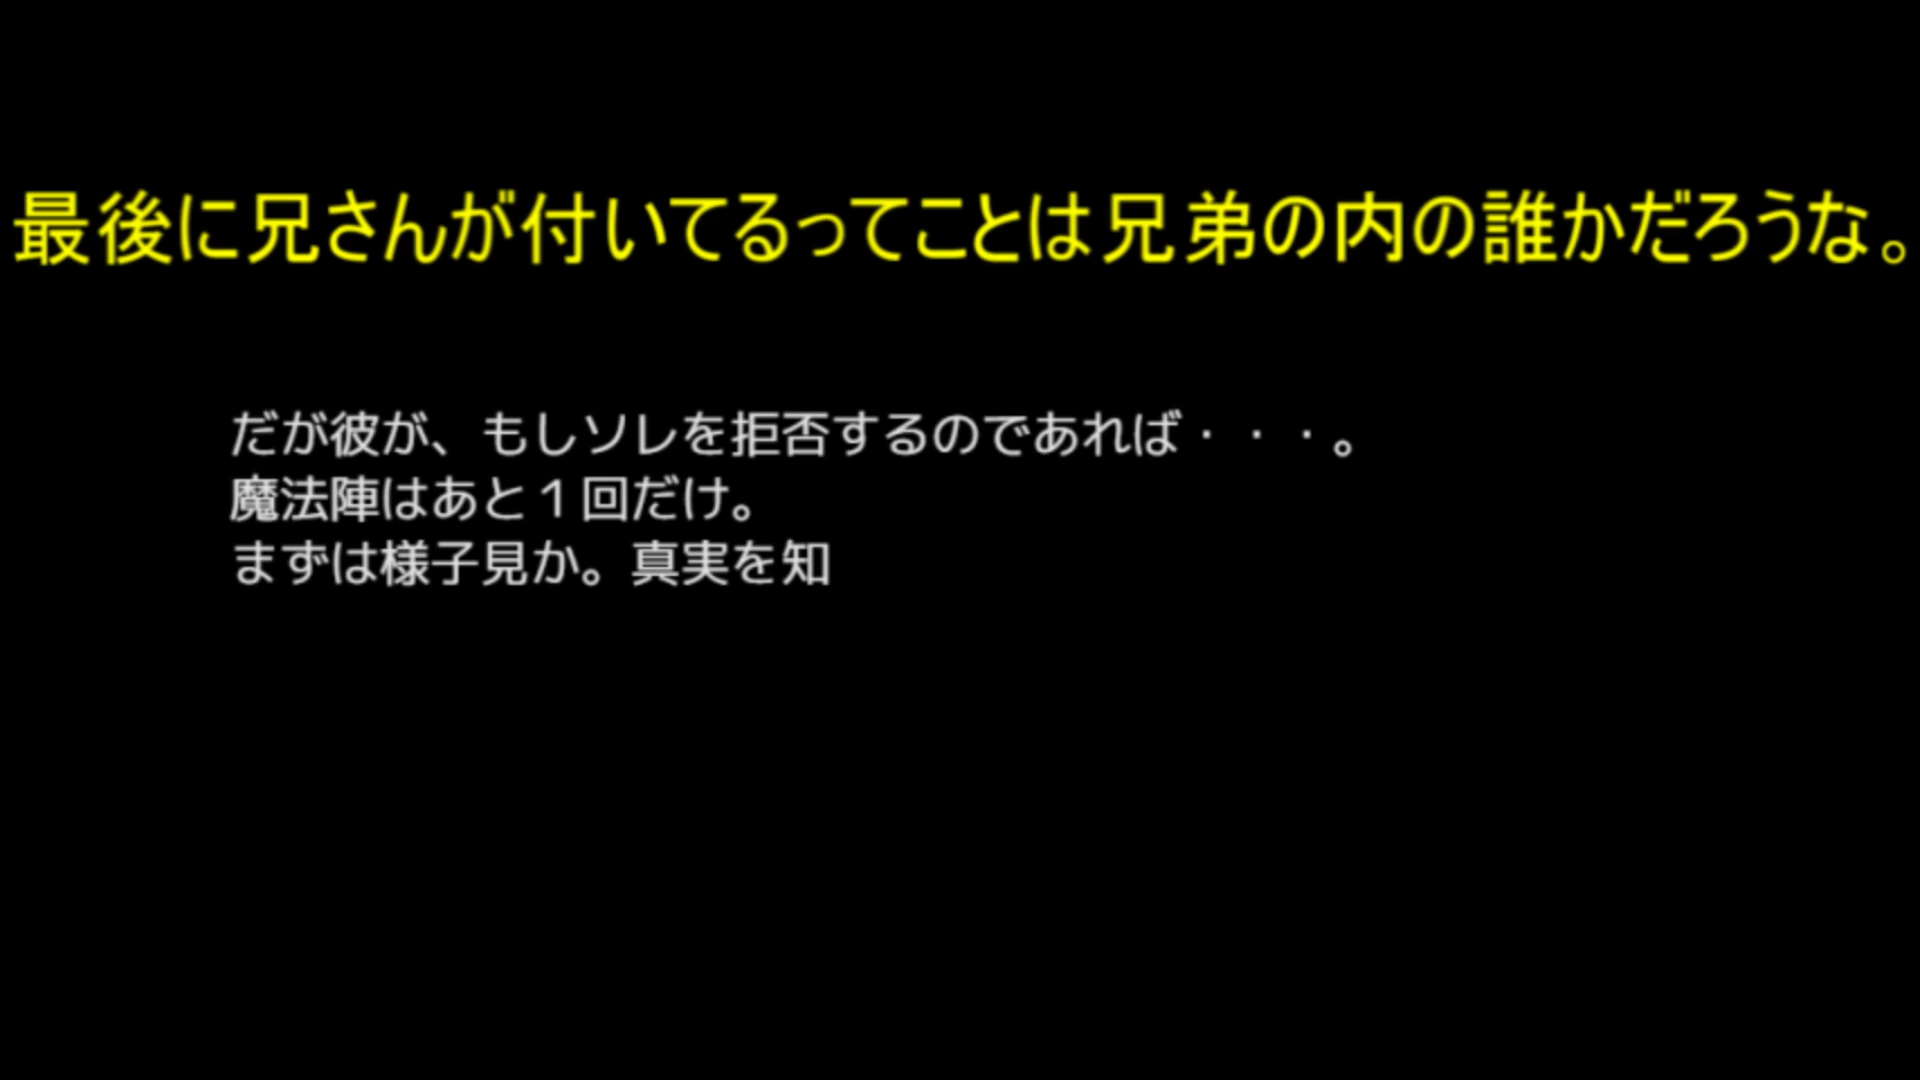 最後に兄さんが付いてるってことは兄弟の内の誰かだろうな。
だが彼が、もしソレを拒否するのであれば・・・。
魔法陣はあと１回だけ。
まずは様子見か。真実を知